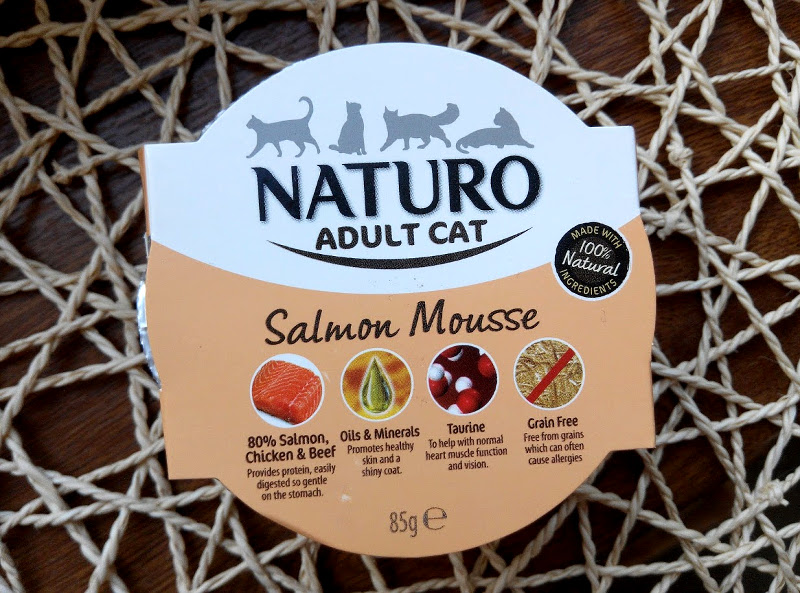 NATURO
ADULT CAT
MADE WITH
100%
Natural
INGREDIENTS
Salmon Mousse
80% Salmon,
Chicken & Beef
Provides protein, easily
digested so gentle
on the stomach.
Oils & Minerals
Promotes healthy
skin and a
shiny coat.
Taurine
To help with normal
heart muscle function
and vision.
Grain Free
Free from grains
which can often
cause allergies
85g ℮